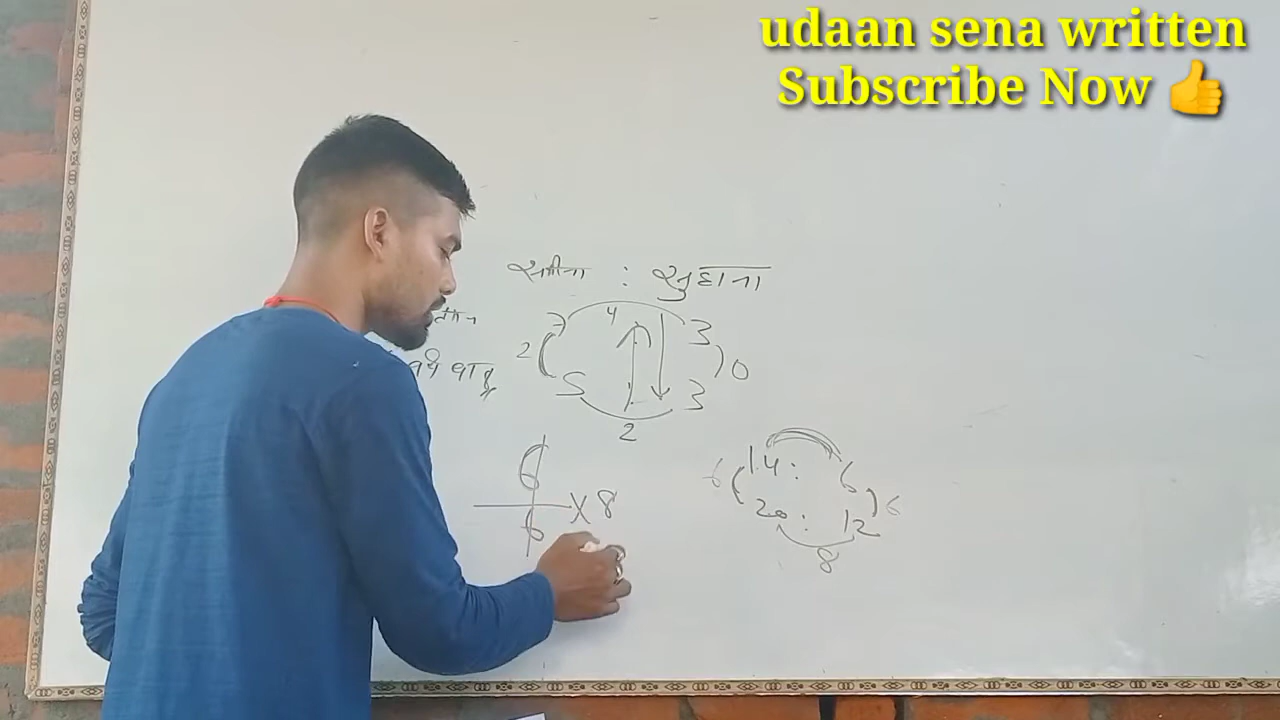 udaan sena written
Subscribe Now 👍
: सुहाना
7 4 3
2 0
5 3
2
6
6 × 8
14 : 6
6 6
20 : 12
8